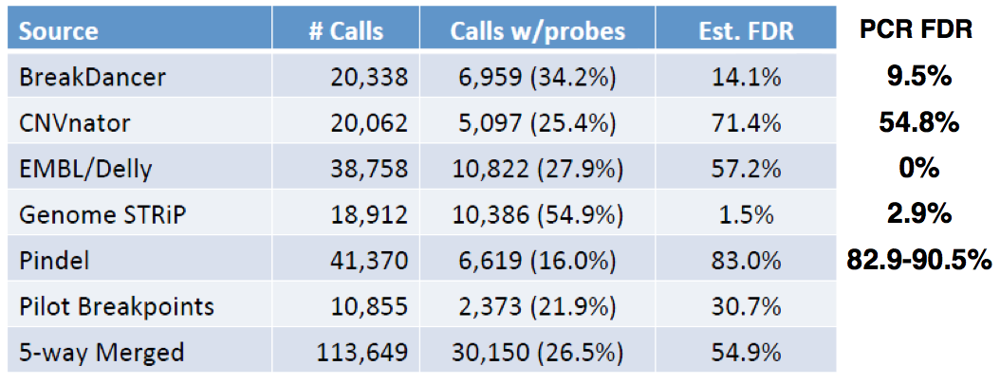 Source # Calls Calls w/probes Est. FDR PCR FDR
BreakDancer 20,338 6,959 (34.2%) 14.1% 9.5%
CNVnator 20,062 5,097 (25.4%) 71.4% 54.8%
EMBL/Delly 38,758 10,822 (27.9%) 57.2% 0%
Genome STRiP 18,912 10,386 (54.9%) 1.5% 2.9%
Pindel 41,370 6,619 (16.0%) 83.0% 82.9-90.5%
Pilot Breakpoints 10,855 2,373 (21.9%) 30.7%
5-way Merged 113,649 30,150 (26.5%) 54.9%